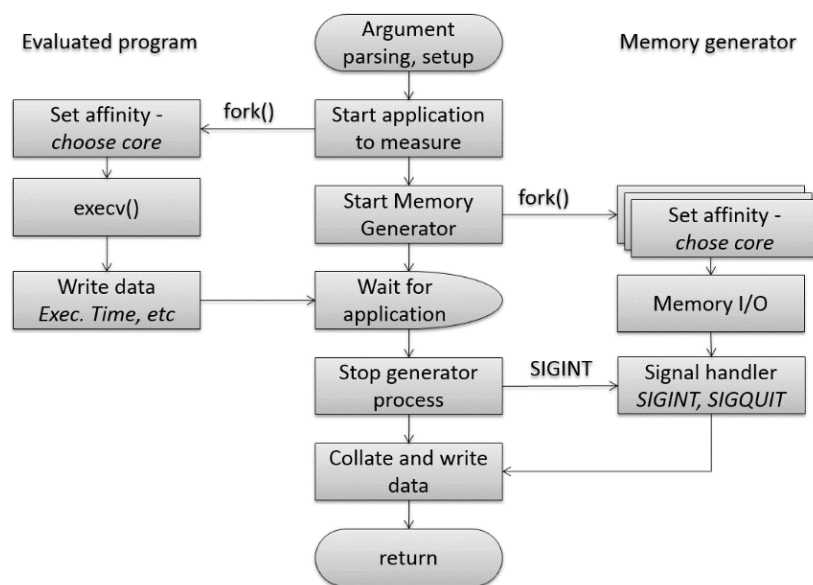 Evaluated program
Argument
parsing, setup
Memory generator
Set affinity -
choose core
fork()
Start application
to measure
execv()
Start Memory
Generator
fork()
Set affinity -
chose core
Write data
Exec. Time, etc
Wait for
application
Memory I/O
Stop generator
process
SIGINT
Signal handler
SIGINT, SIGQUIT
Collate and write
data
return